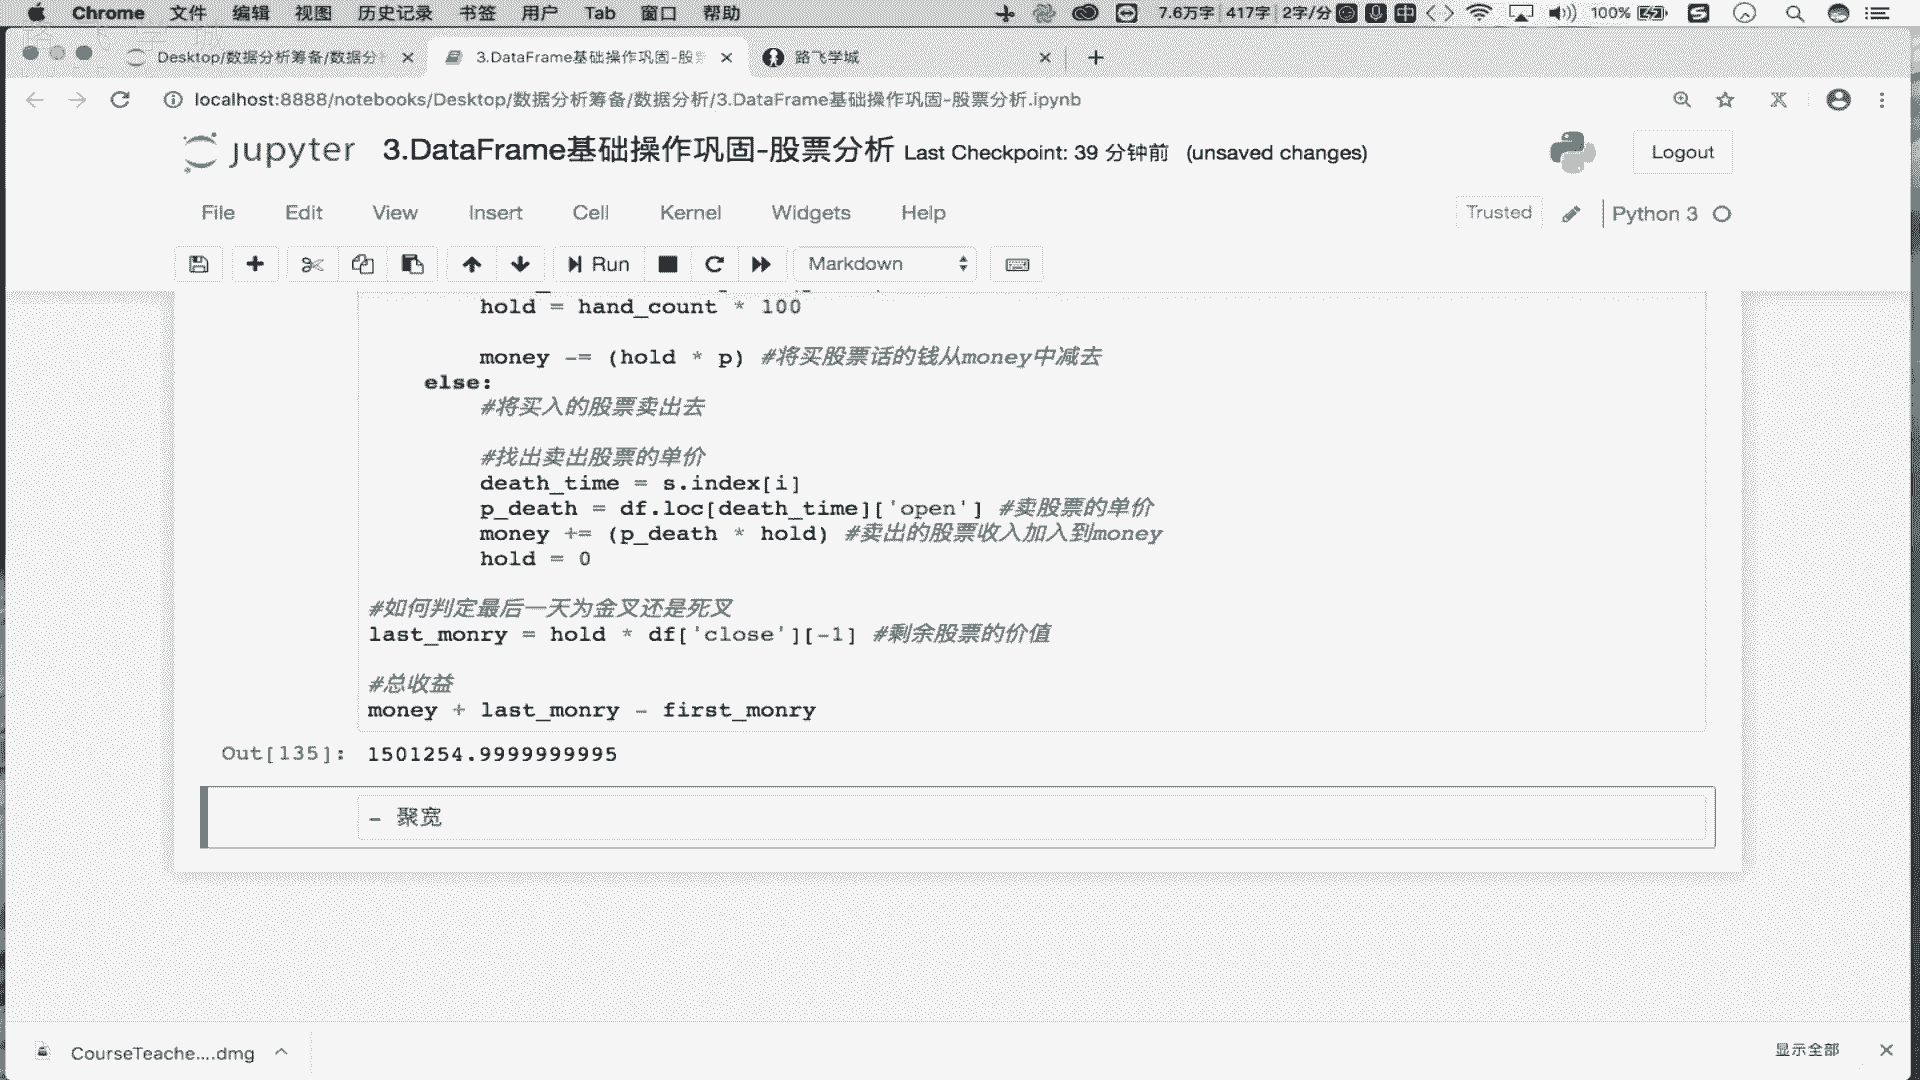 Chrome 文件 编辑 视图 历史记录 书签 用户 Tab 窗口 帮助 7.6万字 417字 2字/分 中 100%
Desktop/数据分析筹备/数据分 3.DataFrame基础操作巩固-股 路飞学城
localhost:8888/notebooks/Desktop/数据分析筹备/数据分析/3.DataFrame基础操作巩固-股票分析.ipynb
jupyter 3.DataFrame基础操作巩固-股票分析 Last Checkpoint: 39 分钟前 (unsaved changes) Logout
File Edit View Insert Cell Kernel Widgets Help Trusted Python 3
Run Markdown
hold = hand_count * 100
money -= (hold * p) #将买股票话的钱从money中减去
else:
#将买入的股票卖出去
#找出卖出股票的单价
death_time = s.index[i]
p_death = df.loc[death_time]['open'] #卖股票的单价
money += (p_death * hold) #卖出的股票收入加入到money
hold = 0
#如何判定最后一天为金叉还是死叉
last_monry = hold * df['close'][-1] #剩余股票的价值
#总收益
money + last_monry - first_monry
Out[135]: 1501254.9999999995
- 聚宽
CourseTeache....dmg 显示全部